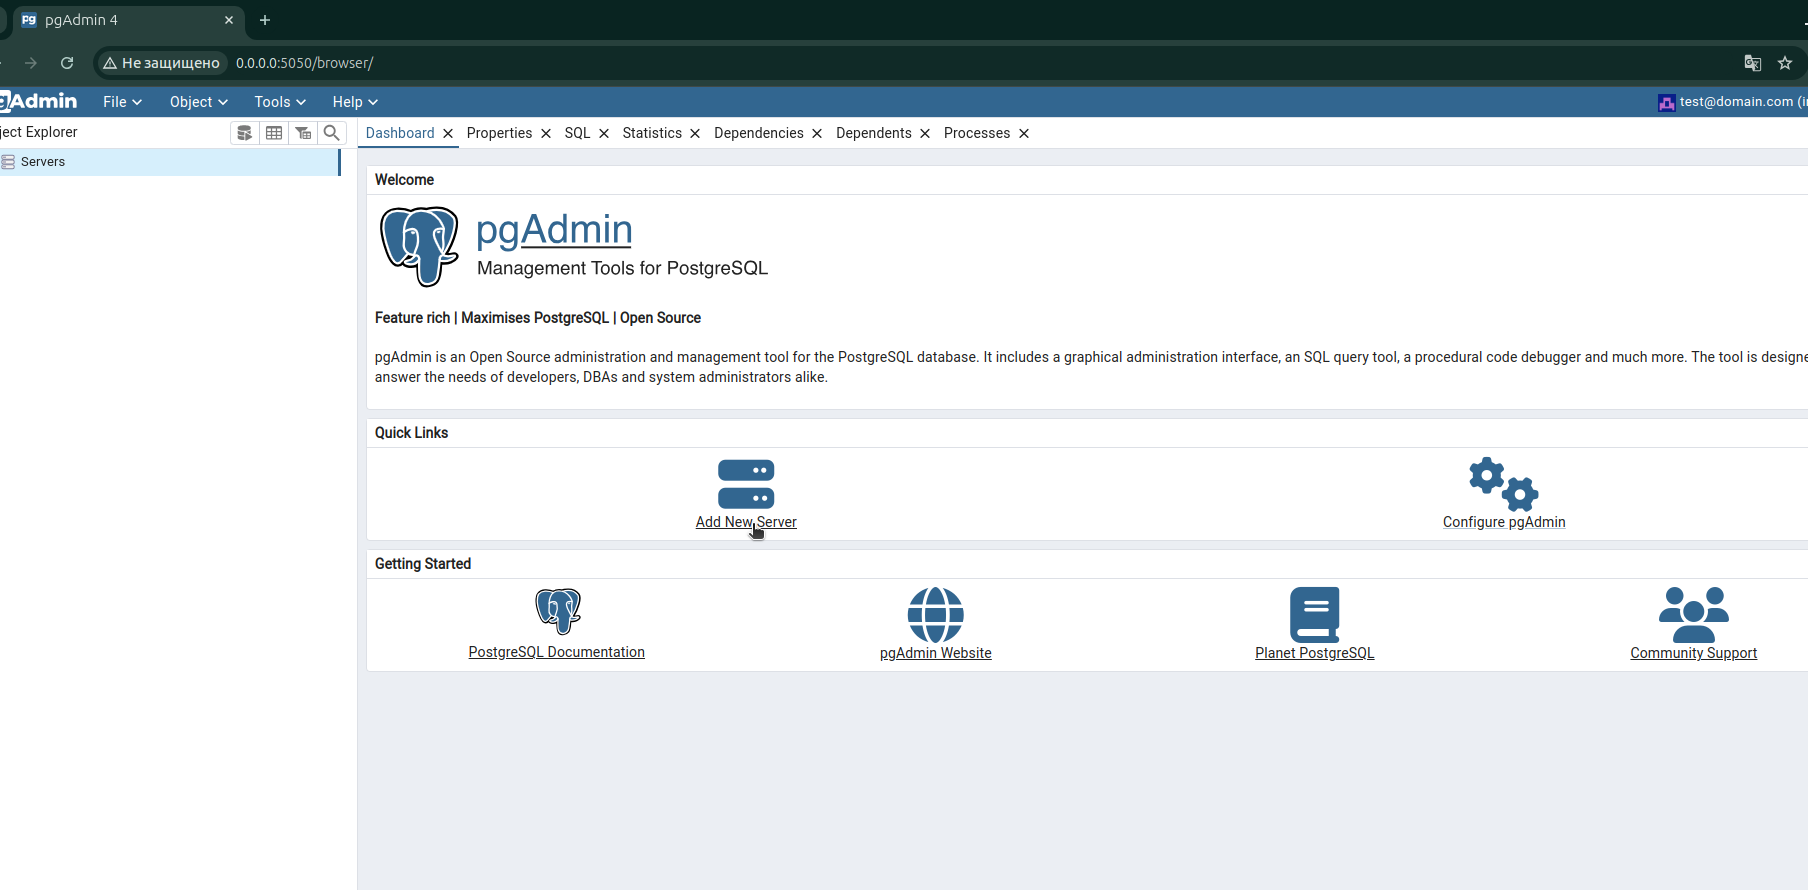 pgAdmin 4
Не защищено 0.0.0.0:5050/browser/
gAdmin File Object Tools Help test@domain.com (i
ject Explorer Dashboard Properties SQL Statistics Dependencies Dependents Processes
Servers
Welcome
pgAdmin
Management Tools for PostgreSQL
Feature rich | Maximises PostgreSQL | Open Source
pgAdmin is an Open Source administration and management tool for the PostgreSQL database. It includes a graphical administration interface, an SQL query tool, a procedural code debugger and much more. The tool is designe
answer the needs of developers, DBAs and system administrators alike.
Quick Links
Add New Server Configure pgAdmin
Getting Started
PostgreSQL Documentation pgAdmin Website Planet PostgreSQL Community Support